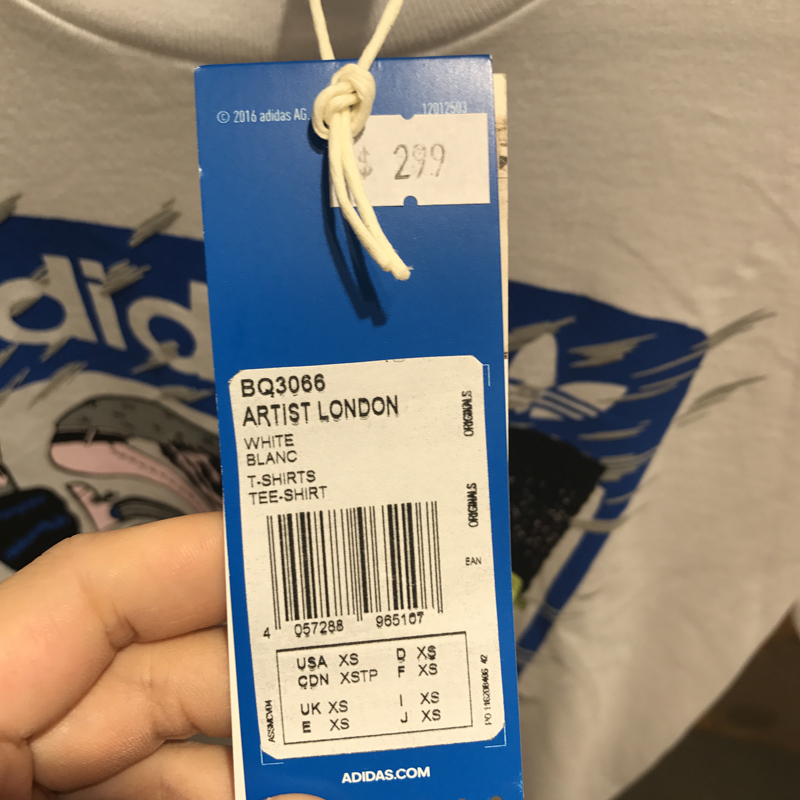 © 2016 adidas AG.
12012503
$ 299
adid
BQ3066
ARTIST LONDON
WHITE
BLANC
T-SHIRTS
TEE-SHIRT
ORIGINALS
ORIGINALS
EAN
4 057288 965167
USA XS D XS
CDN XSTP F XS
UK XS I XS
E XS J XS
ADIDAS.COM